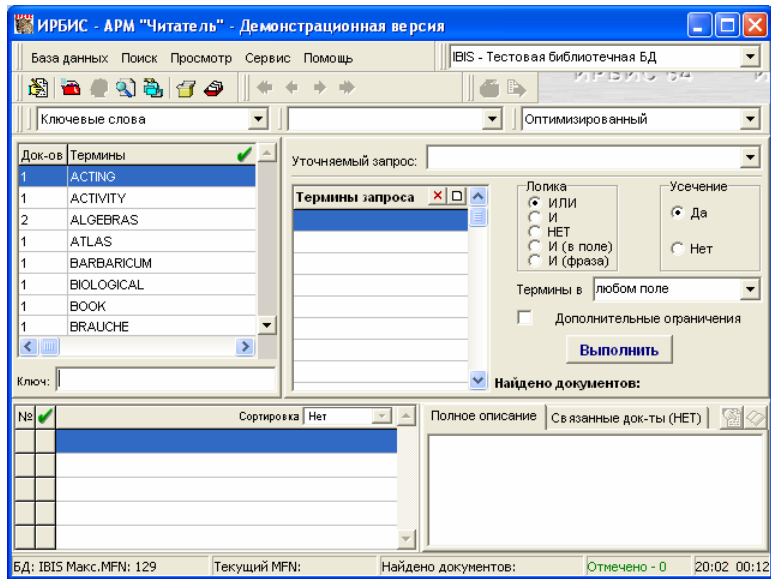 ИРБИС - АРМ "Читатель" - Демонстрационная версия
База данных Поиск Просмотр Сервис Помощь
IBIS - Тестовая библиотечная БД
Ключевые слова
Оптимизированный
Док-ов Термины
1 ACTING
1 ACTIVITY
2 ALGEBRAS
1 ATLAS
1 BARBARICUM
1 BIOLOGICAL
1 BOOK
1 BRAUCHE
Ключ:
Уточняемый запрос:
Термины запроса
Логика
ИЛИ
И
НЕТ
И (в поле)
И (фраза)
Усечение
Да
Нет
Термины в любом поле
Дополнительные ограничения
Выполнить
Найдено документов:
№ Сортировка Нет
Полное описание Связанные док-ты (НЕТ)
БД: IBIS Макс.MFN: 129 Текущий MFN: Найдено документов: Отмечено - 0 20:02 00:12